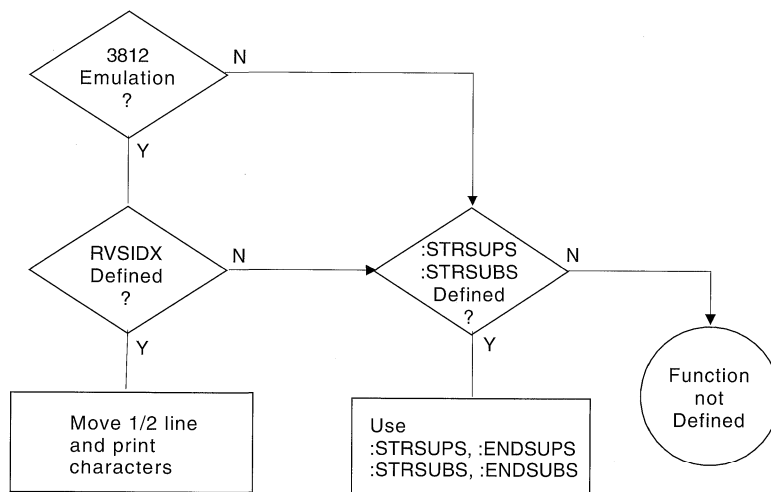 3812
Emulation
?
N
Y
RVSIDX
Defined
?
N
Y
:STRSUPS
:STRSUBS
Defined
?
N
Y
Move 1/2 line
and print
characters
Use
:STRSUPS, :ENDSUPS
:STRSUBS, :ENDSUBS
Function
not
Defined